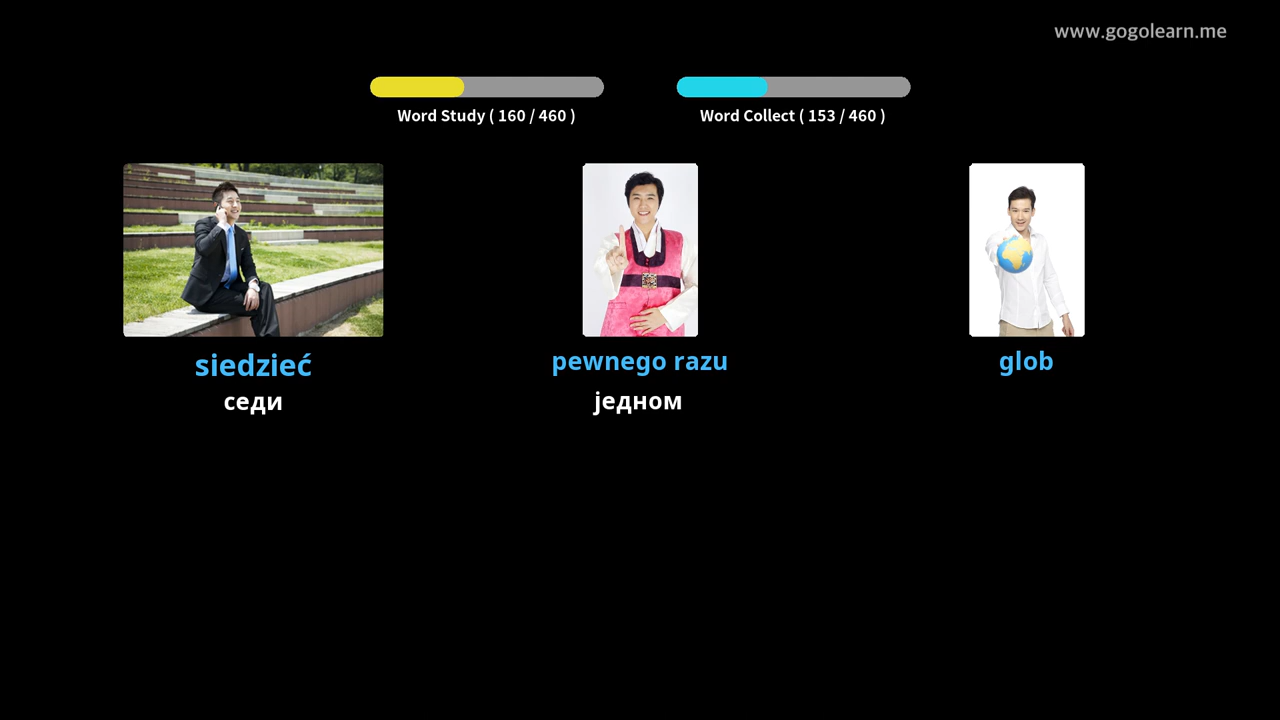 www.gogolearn.me
Word Study ( 160 / 460 )
Word Collect ( 153 / 460 )
siedzieć
pewnego razu
glob
седи
једном